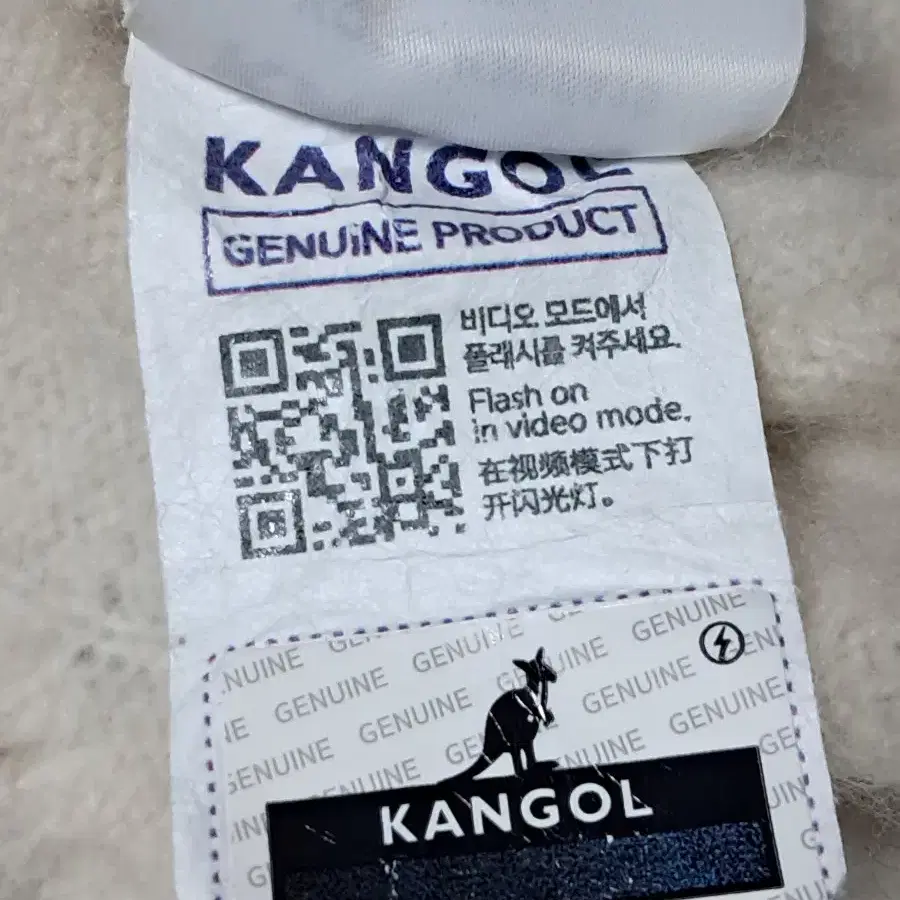 KANGOL
GENUiNE PRODUCT
비디오 모드에서
플래시를 켜주세요.
Flash on
in video mode.
在视频模式下打
开闪光灯。
GENUINE GENUINE
GENUINE GENUINE GENUINE
GENUINE GENUINE
GENUINE
KANGOL